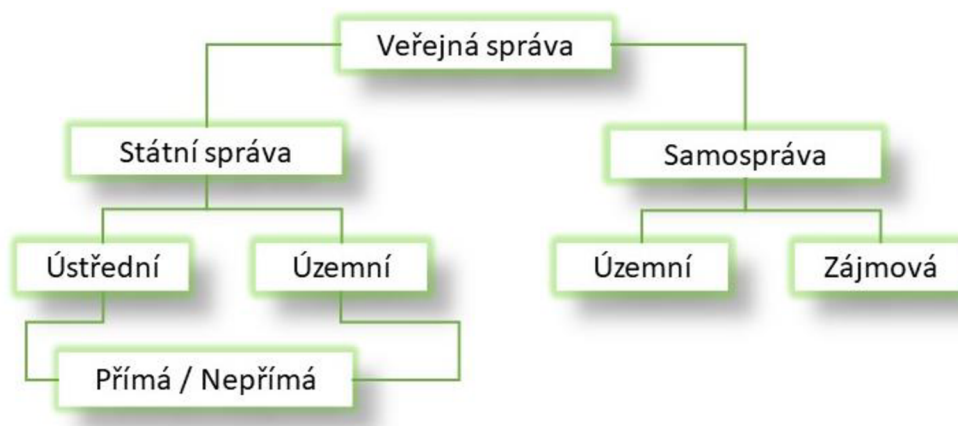 Veřejná správa
Státní správa
Samospráva
Ústřední
Územní
Územní
Zájmová
Přímá / Nepřímá